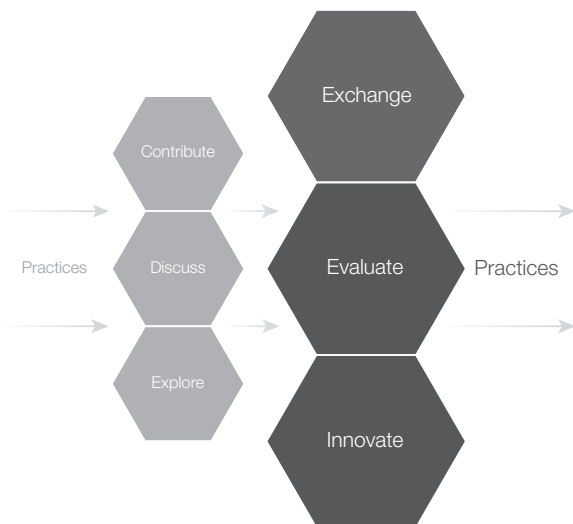 Exchange
Contribute
Practices
Discuss
Evaluate
Practices
Explore
Innovate